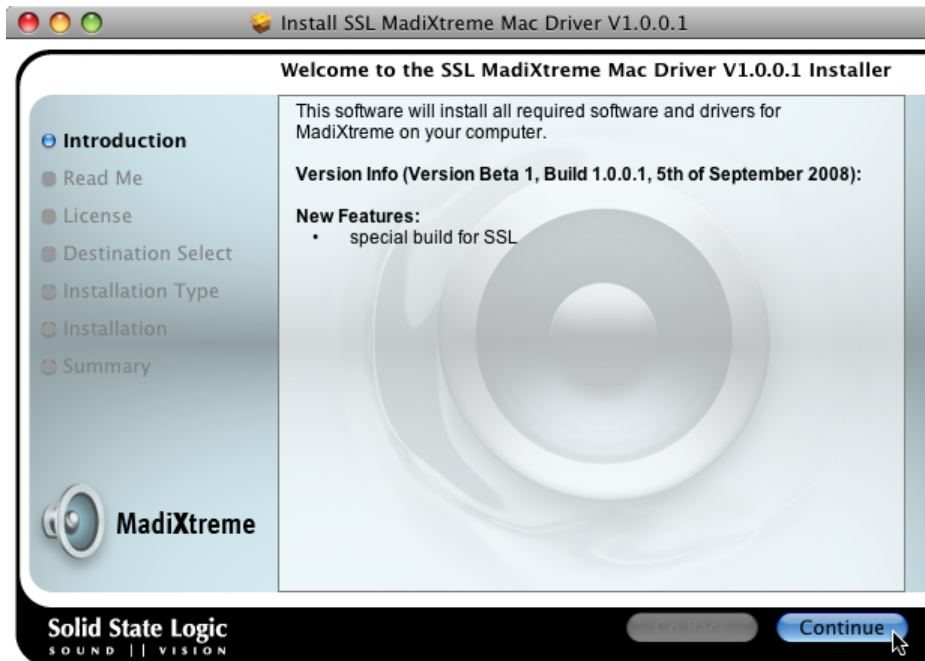 Install SSL MadiXtreme Mac Driver V1.0.0.1
Welcome to the SSL MadiXtreme Mac Driver V1.0.0.1 Installer
Introduction
Read Me
License
Destination Select
Installation Type
Installation
Summary
This software will install all required software and drivers for
MadiXtreme on your computer.
Version Info (Version Beta 1, Build 1.0.0.1, 5th of September 2008):
New Features:
• special build for SSL
MadiXtreme
Solid State Logic
SOUND || VISION
Go Back
Continue